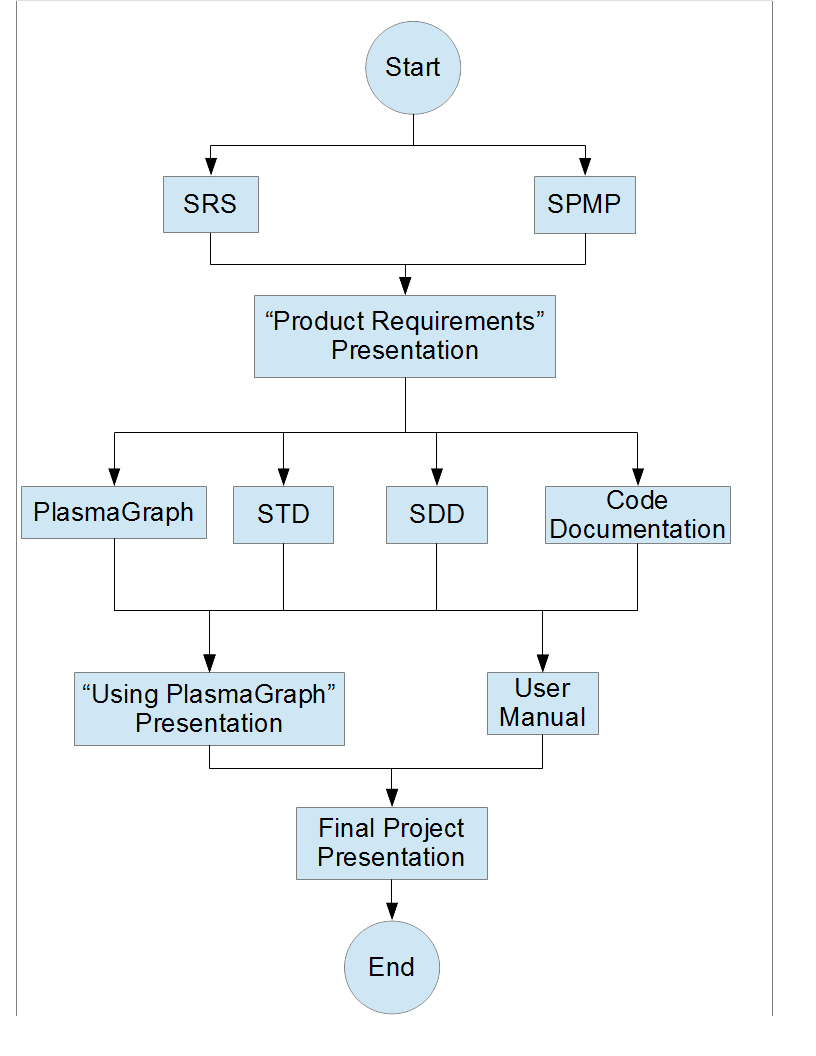 Start
SRS
SPMP
“Product Requirements”
Presentation
PlasmaGraph
STD
SDD
Code
Documentation
“Using PlasmaGraph”
Presentation
User
Manual
Final Project
Presentation
End